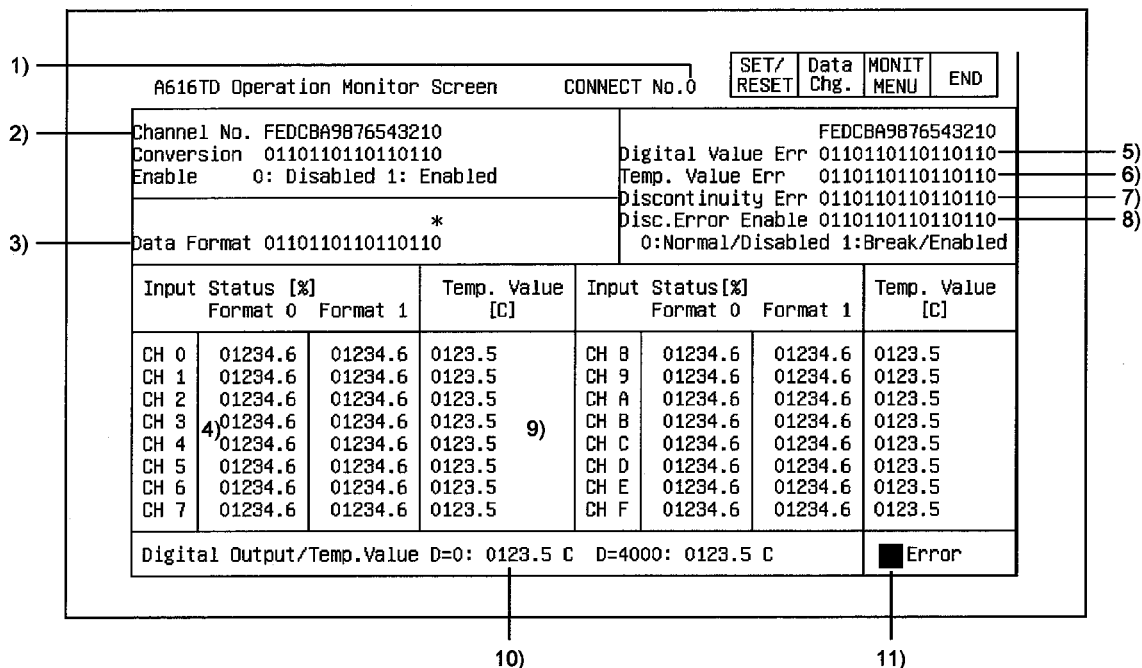 1)
A616TD Operation Monitor Screen CONNECT No.0 SET/ RESET Data Chg. MONIT MENU END
2)
Channel No. FEDCBA9876543210
Conversion 0110110110110110
Enable 0: Disabled 1: Enabled
FEDCBA9876543210
Digital Value Err 0110110110110110 5)
Temp. Value Err 0110110110110110 6)
Discontinuity Err 0110110110110110 7)
Disc.Error Enable 0110110110110110 8)
0:Normal/Disabled 1:Break/Enabled
*
3) Data Format 0110110110110110
Input Status [%] Temp. Value Input Status[%] Temp. Value
Format 0 Format 1 [C] Format 0 Format 1 [C]
CH 0 01234.6 01234.6 0123.5 CH 8 01234.6 01234.6 0123.5
CH 1 01234.6 01234.6 0123.5 CH 9 01234.6 01234.6 0123.5
CH 2 01234.6 01234.6 0123.5 CH A 01234.6 01234.6 0123.5
CH 3 4) 01234.6 01234.6 0123.5 9) CH B 01234.6 01234.6 0123.5
CH 4 01234.6 01234.6 0123.5 CH C 01234.6 01234.6 0123.5
CH 5 01234.6 01234.6 0123.5 CH D 01234.6 01234.6 0123.5
CH 6 01234.6 01234.6 0123.5 CH E 01234.6 01234.6 0123.5
CH 7 01234.6 01234.6 0123.5 CH F 01234.6 01234.6 0123.5
Digital Output/Temp.Value D=0: 0123.5 C D=4000: 0123.5 C Error
10) 11)